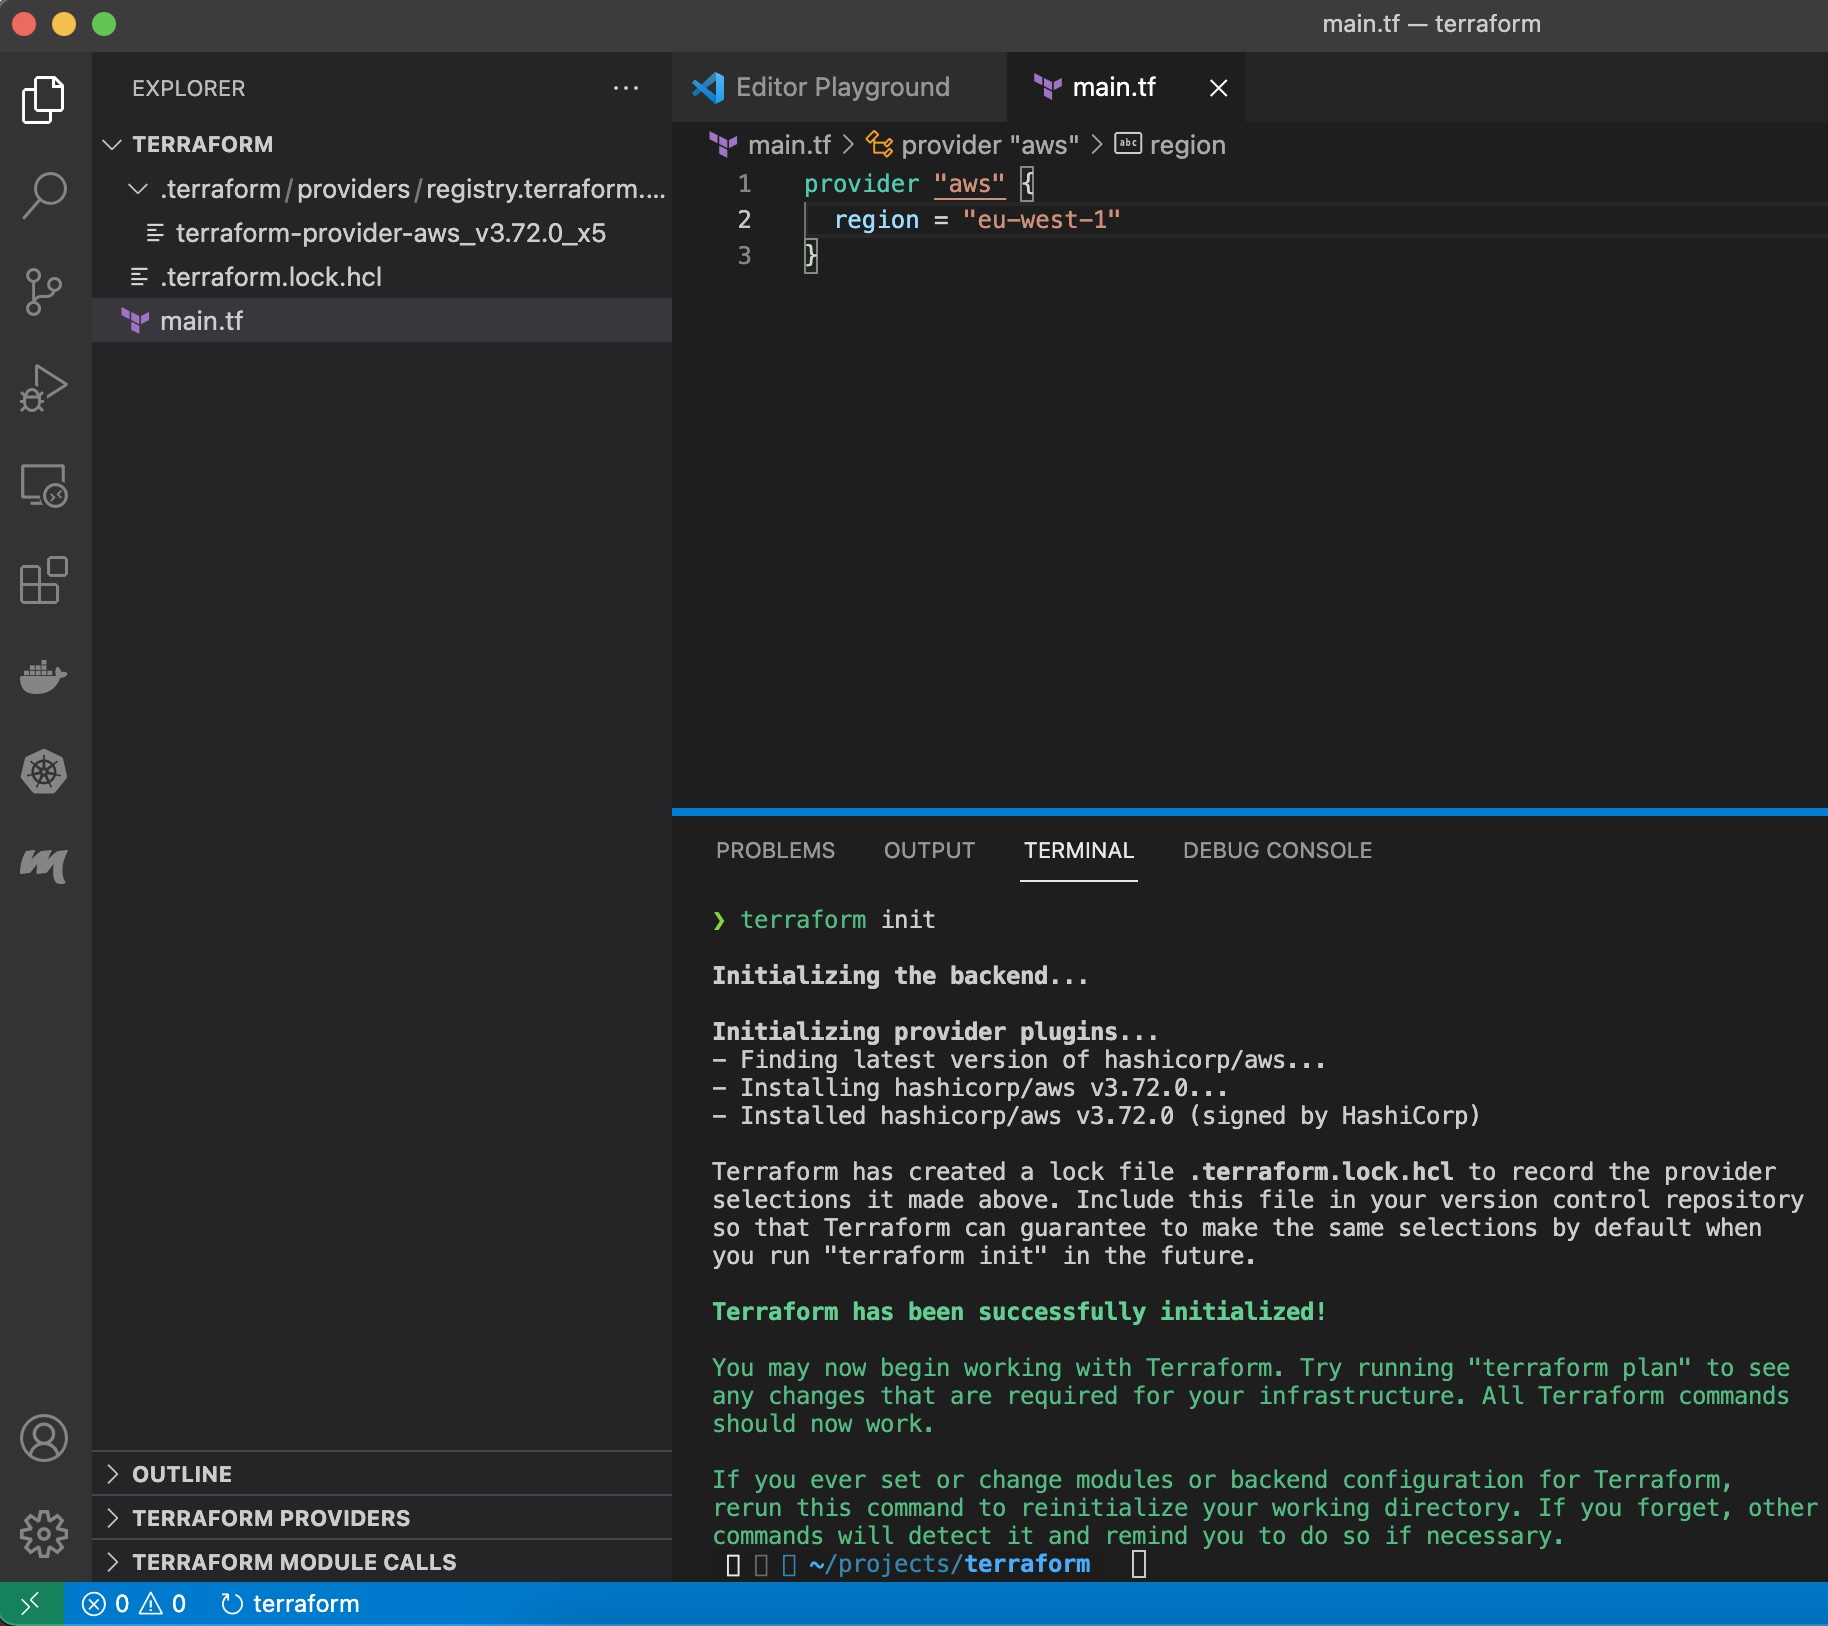 main.tf — terraform
EXPLORER
TERRAFORM
.terraform/providers/registry.terraform....
terraform-provider-aws_v3.72.0_x5
.terraform.lock.hcl
main.tf
OUTLINE
TERRAFORM PROVIDERS
TERRAFORM MODULE CALLS
Editor Playground
main.tf
main.tf > provider "aws" > abc region
1 provider "aws" {
2 region = "eu-west-1"
3 }
PROBLEMS OUTPUT TERMINAL DEBUG CONSOLE
❯ terraform init
Initializing the backend...
Initializing provider plugins...
- Finding latest version of hashicorp/aws...
- Installing hashicorp/aws v3.72.0...
- Installed hashicorp/aws v3.72.0 (signed by HashiCorp)
Terraform has created a lock file .terraform.lock.hcl to record the provider
selections it made above. Include this file in your version control repository
so that Terraform can guarantee to make the same selections by default when
you run "terraform init" in the future.
Terraform has been successfully initialized!
You may now begin working with Terraform. Try running "terraform plan" to see
any changes that are required for your infrastructure. All Terraform commands
should now work.
If you ever set or change modules or backend configuration for Terraform,
rerun this command to reinitialize your working directory. If you forget, other
commands will detect it and remind you to do so if necessary.
~/projects/terraform
0 0 terraform